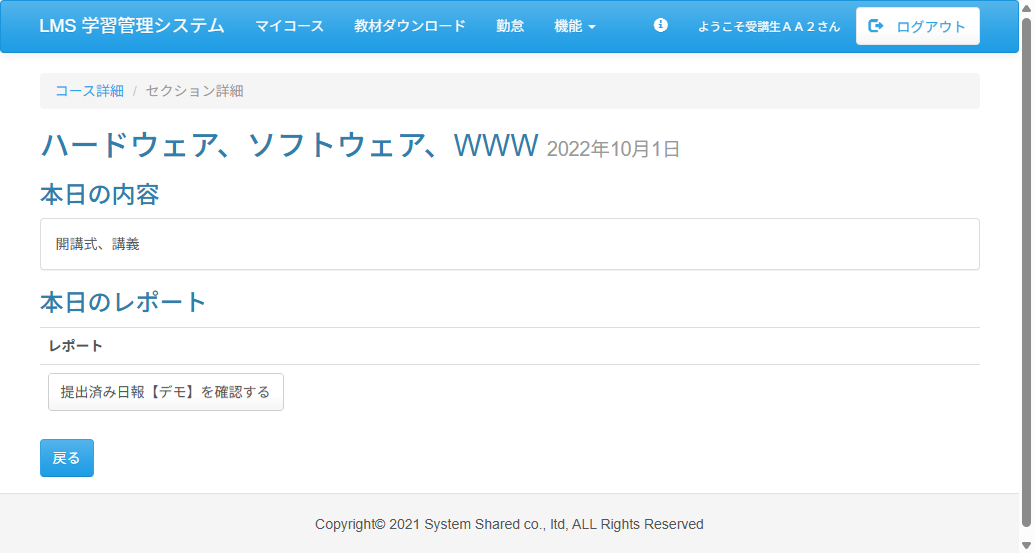 LMS 学習管理システム マイコース 教材ダウンロード 勤怠 機能 ようこそ受講生ＡＡ２さん ログアウト
コース詳細 / セクション詳細
ハードウェア、ソフトウェア、WWW 2022年10月1日
本日の内容
開講式、講義
本日のレポート
レポート
提出済み日報【デモ】を確認する
戻る
Copyright© 2021 System Shared co., ltd, ALL Rights Reserved